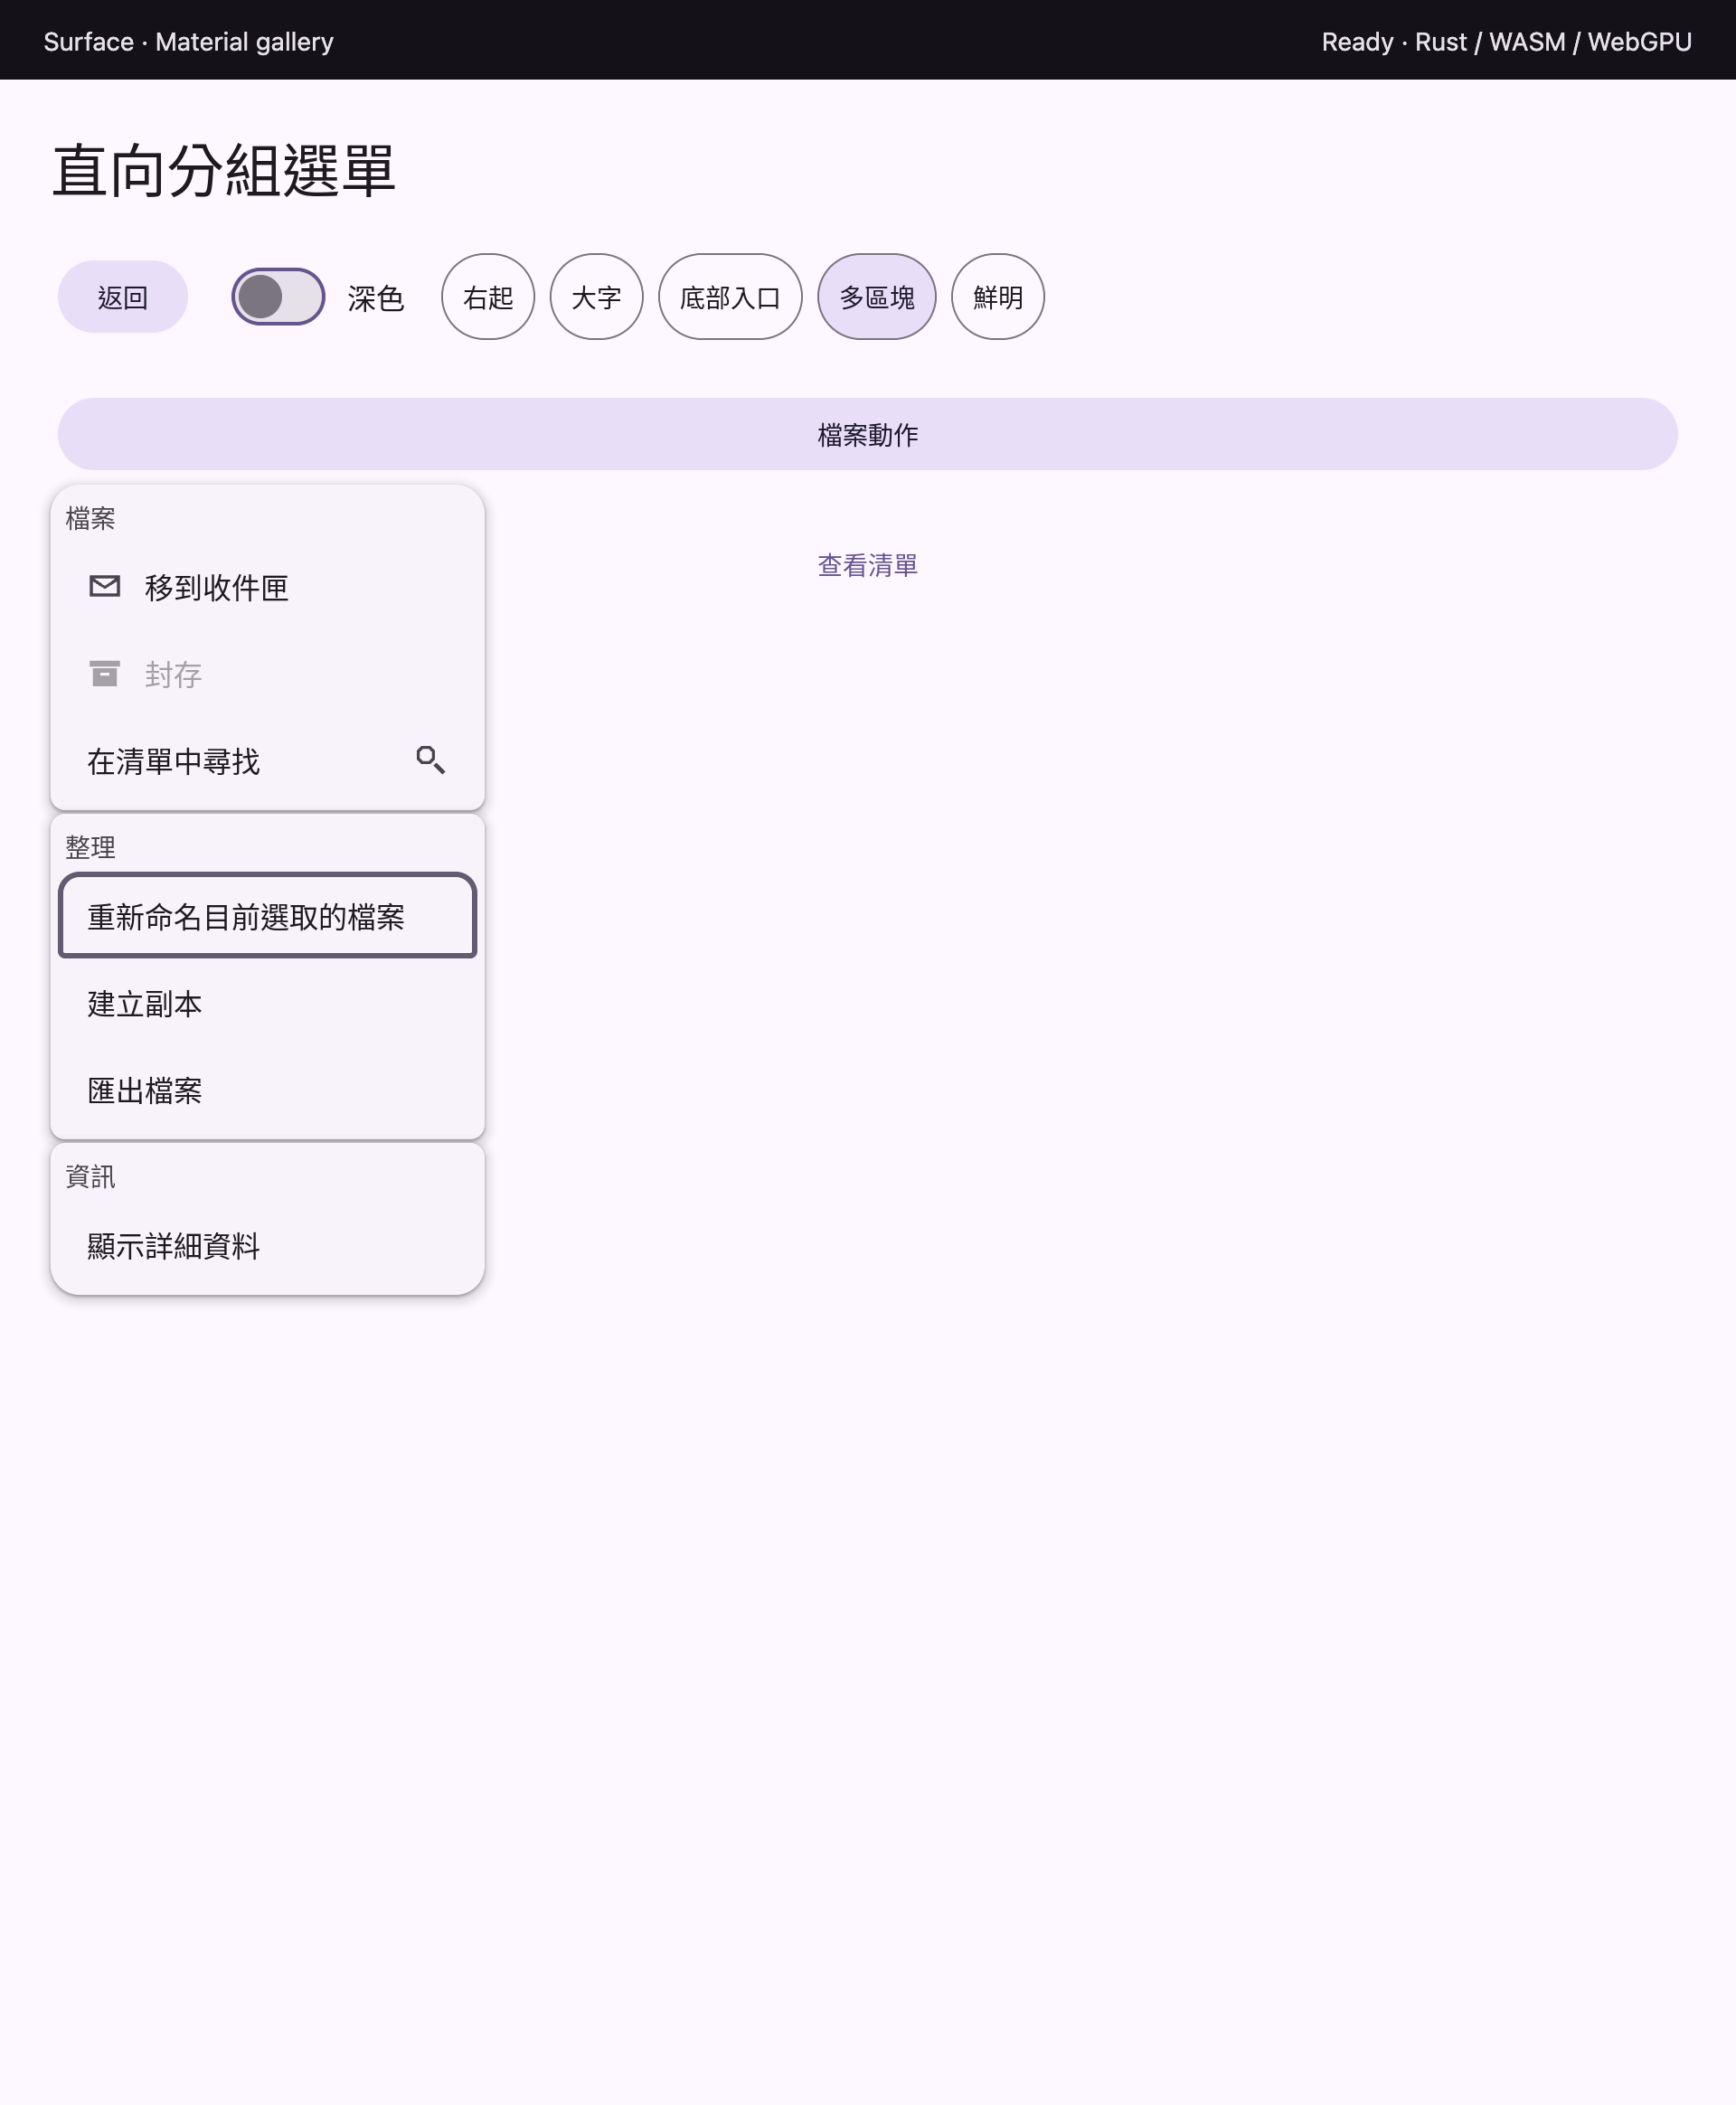 Surface · Material gallery
Ready · Rust / WASM / WebGPU
直向分組選單
返回
深色
右起
大字
底部入口
多區塊
鮮明
檔案動作
檔案
查看清單
移到收件匣
封存
在清單中尋找
整理
重新命名目前選取的檔案
建立副本
匯出檔案
資訊
顯示詳細資料